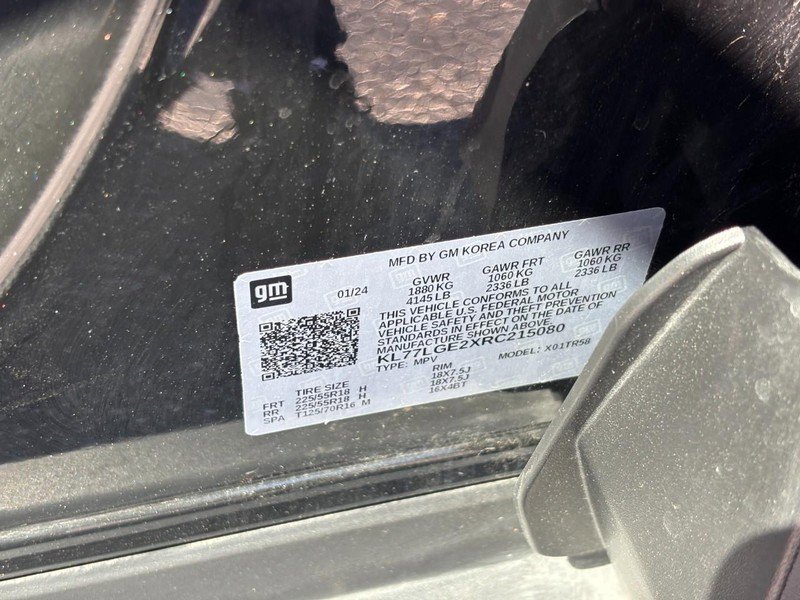 MFD BY GM KOREA COMPANY
gm
01/24
GVWR GAWR FRT GAWR RR
1880 KG 1060 KG 1060 KG
4145 LB 2336 LB 2336 LB
THIS VEHICLE CONFORMS TO ALL
APPLICABLE U.S. FEDERAL MOTOR
VEHICLE SAFETY AND THEFT PREVENTION
STANDARDS IN EFFECT ON THE DATE OF
MANUFACTURE SHOWN ABOVE.
KL77LGE2XRC215080
TYPE: MPV MODEL: X01TR58
TIRE SIZE RIM
FRT 225/55R18 H 18X7.5J
RR 225/55R18 H 18X7.5J
SPA T125/70R16 M 16X4BT